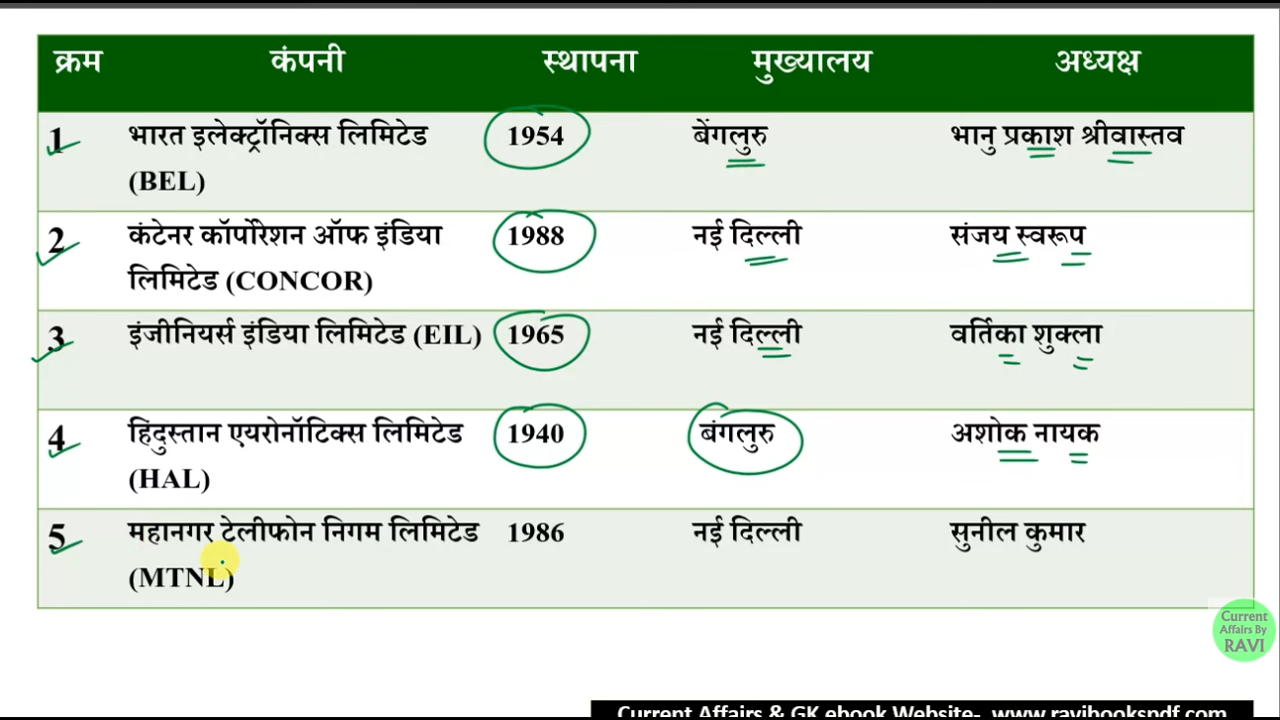 क्रम कंपनी स्थापना मुख्यालय अध्यक्ष
1 भारत इलेक्ट्रॉनिक्स लिमिटेड 1954 बेंगलुरु भानु प्रकाश श्रीवास्तव
(BEL)
2 कंटेनर कॉर्पोरेशन ऑफ इंडिया 1988 नई दिल्ली संजय स्वरूप
लिमिटेड (CONCOR)
3 इंजीनियर्स इंडिया लिमिटेड (EIL) 1965 नई दिल्ली वर्तिका शुक्ला
4 हिंदुस्तान एयरोनॉटिक्स लिमिटेड 1940 बंगलुरु अशोक नायक
(HAL)
5 महानगर टेलीफोन निगम लिमिटेड 1986 नई दिल्ली सुनील कुमार
(MTNL)
Current
Affairs By
RAVI
Current Affairs & GK ebook Website- www.ravibookspdf.com